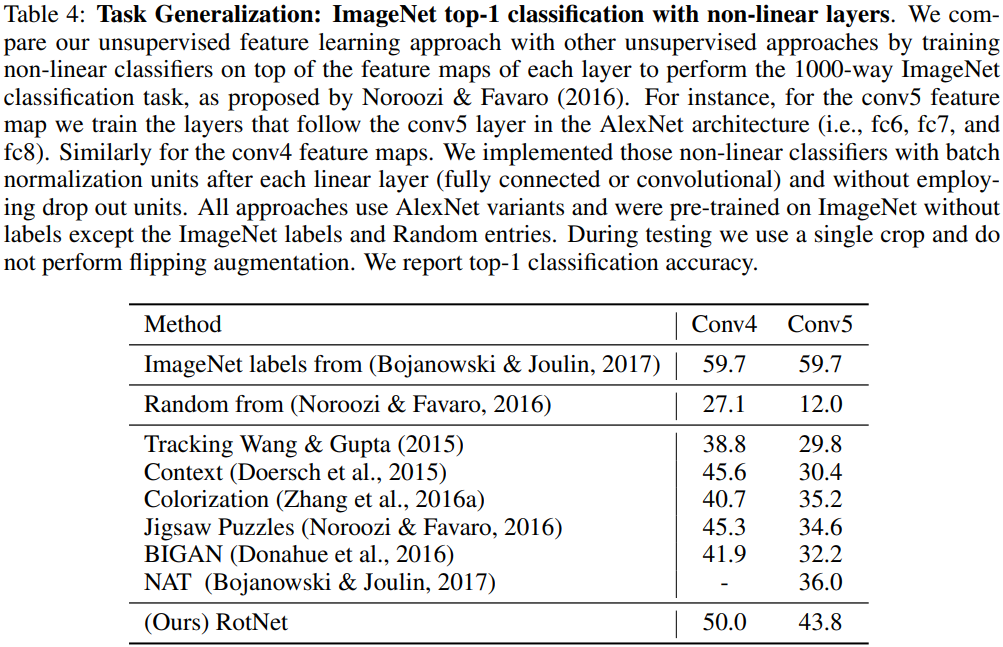 Table 4: Task Generalization: ImageNet top-1 classification with non-linear layers. We com-
pare our unsupervised feature learning approach with other unsupervised approaches by training
non-linear classifiers on top of the feature maps of each layer to perform the 1000-way ImageNet
classification task, as proposed by Noroozi & Favaro (2016). For instance, for the conv5 feature
map we train the layers that follow the conv5 layer in the AlexNet architecture (i.e., fc6, fc7, and
fc8). Similarly for the conv4 feature maps. We implemented those non-linear classifiers with batch
normalization units after each linear layer (fully connected or convolutional) and without employ-
ing drop out units. All approaches use AlexNet variants and were pre-trained on ImageNet without
labels except the ImageNet labels and Random entries. During testing we use a single crop and do
not perform flipping augmentation. We report top-1 classification accuracy.
Method Conv4 Conv5
ImageNet labels from (Bojanowski & Joulin, 2017) 59.7 59.7
Random from (Noroozi & Favaro, 2016) 27.1 12.0
Tracking Wang & Gupta (2015) 38.8 29.8
Context (Doersch et al., 2015) 45.6 30.4
Colorization (Zhang et al., 2016a) 40.7 35.2
Jigsaw Puzzles (Noroozi & Favaro, 2016) 45.3 34.6
BIGAN (Donahue et al., 2016) 41.9 32.2
NAT (Bojanowski & Joulin, 2017) - 36.0
(Ours) RotNet 50.0 43.8